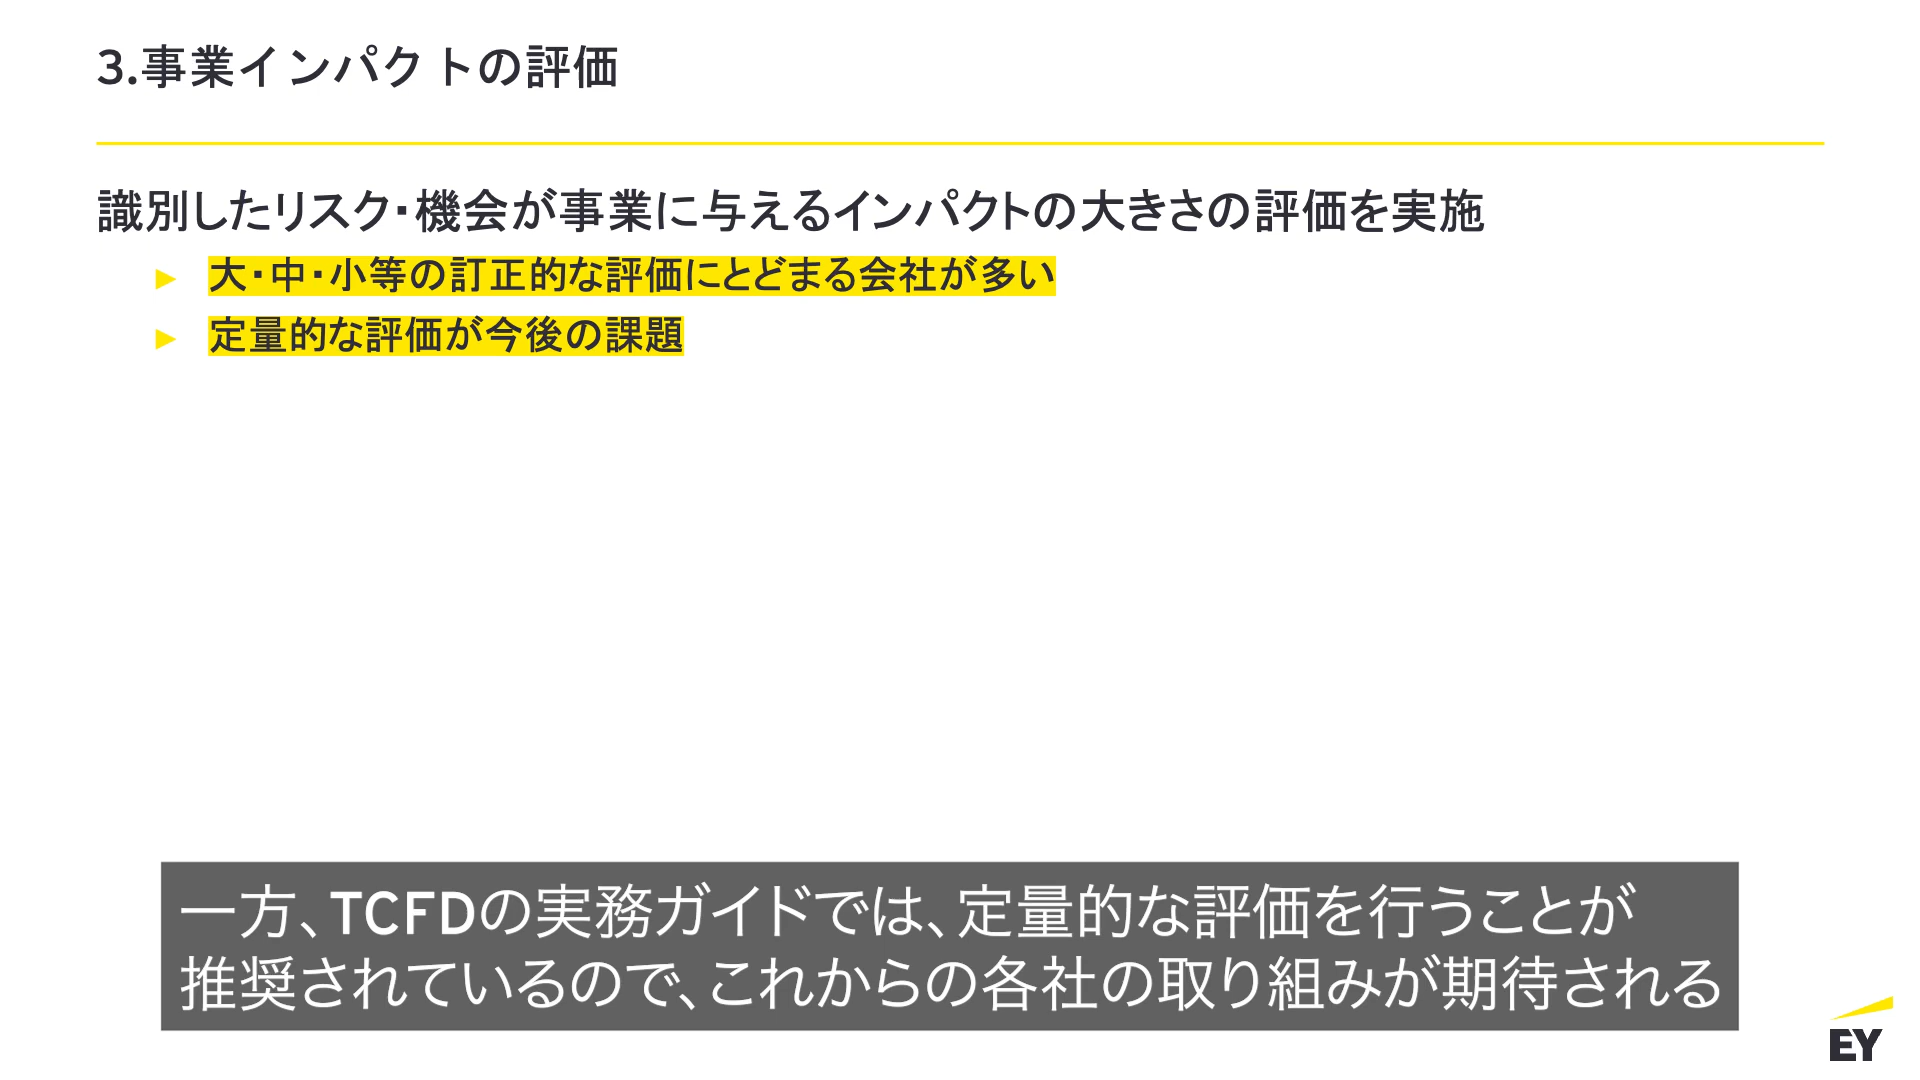 3.事業インパクトの評価
識別したリスク・機会が事業に与えるインパクトの大きさの評価を実施
► 大・中・小等の訂正的な評価にとどまる会社が多い
► 定量的な評価が今後の課題
一方、TCFDの実務ガイドでは、定量的な評価を行うことが
推奨されているので、これからの各社の取り組みが期待される
EY